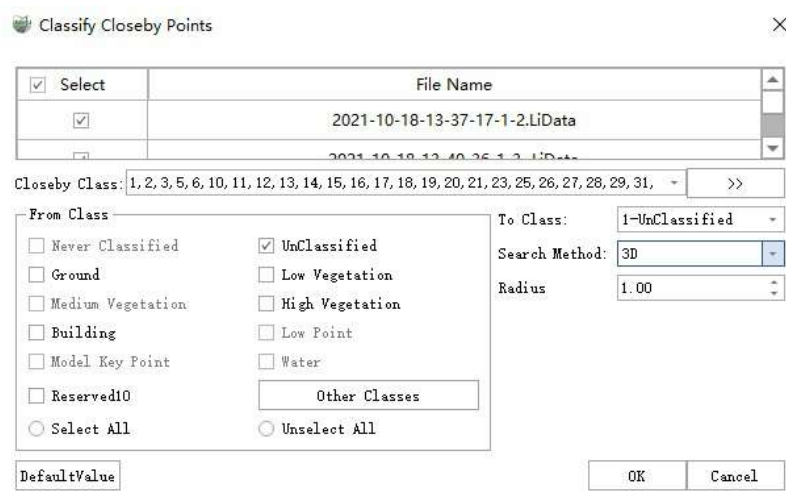 Classify Closeby Points
Select File Name
2021-10-18-13-37-17-1-2.LiData
Closeby Class: 1, 2, 3, 5, 6, 10, 11, 12, 13, 14, 15, 16, 17, 18, 19, 20, 21, 23, 25, 26, 27, 28, 29, 31, >>
From Class To Class: 1-UnClassified
Never Classified UnClassified Search Method: 3D
Ground Low Vegetation Radius 1.00
Medium Vegetation High Vegetation
Building Low Point
Model Key Point Water
Reserved10 Other Classes
Select All Unselect All
DefaultValue OK Cancel